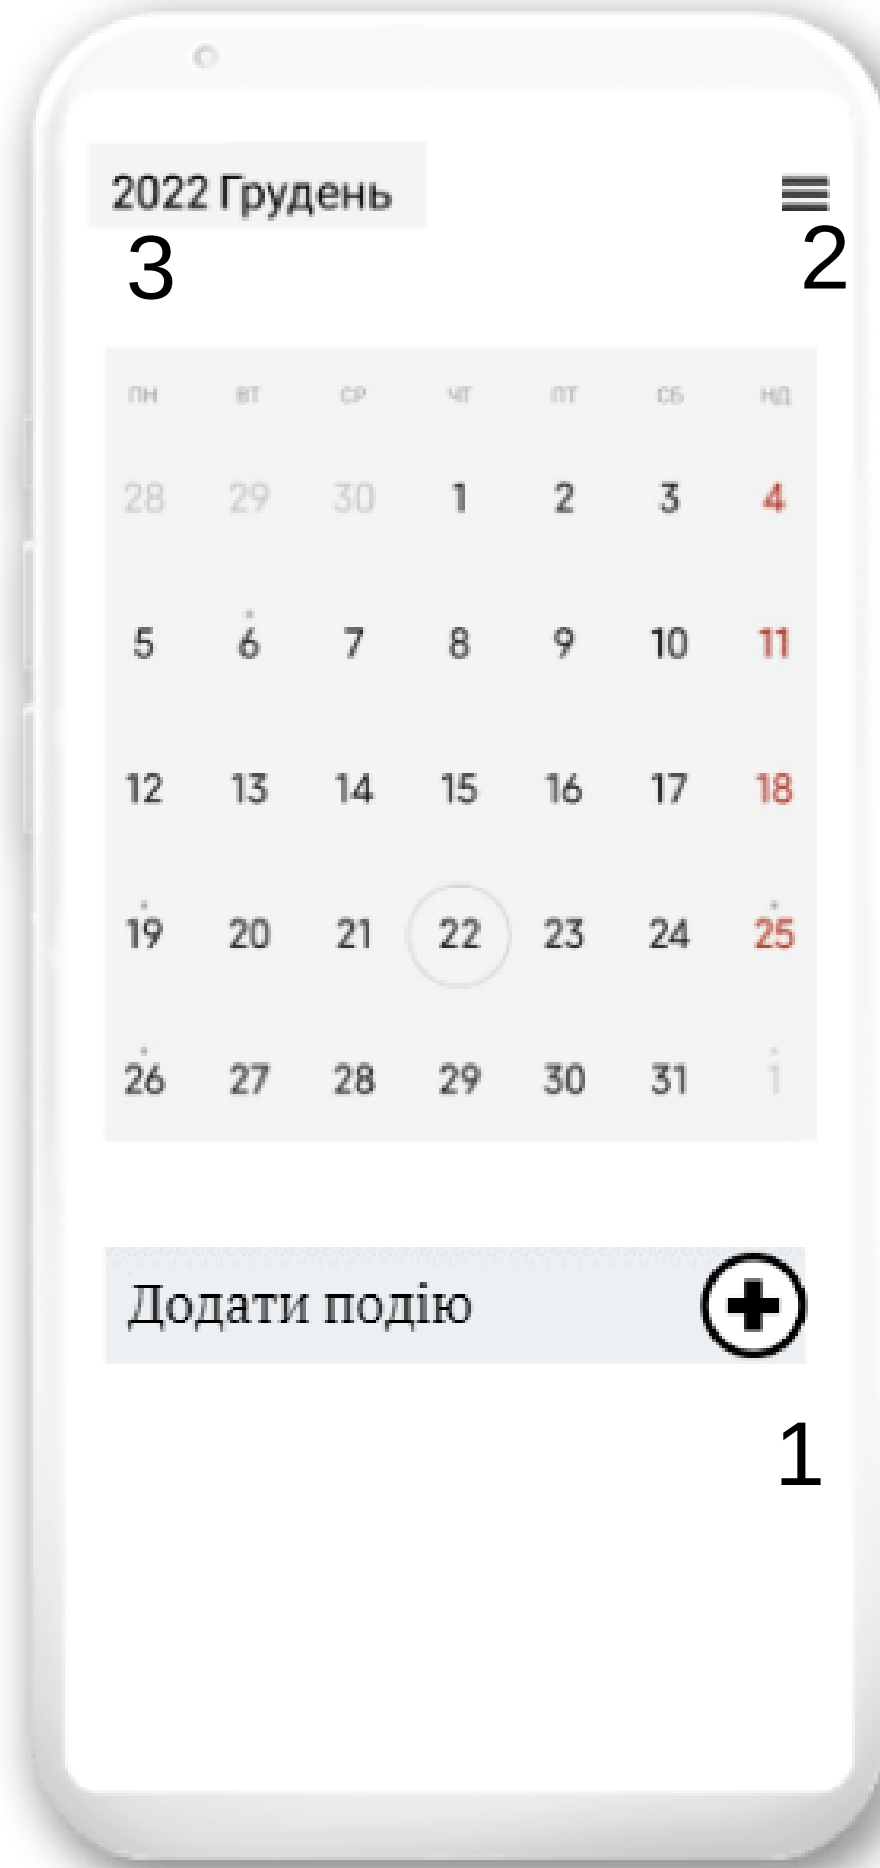 2022 Грудень
3
2
ПН ВТ СР ЧТ ПТ СБ НД
28 29 30 1 2 3 4
5 6 7 8 9 10 11
12 13 14 15 16 17 18
19 20 21 22 23 24 25
26 27 28 29 30 31 1
Додати подію
1